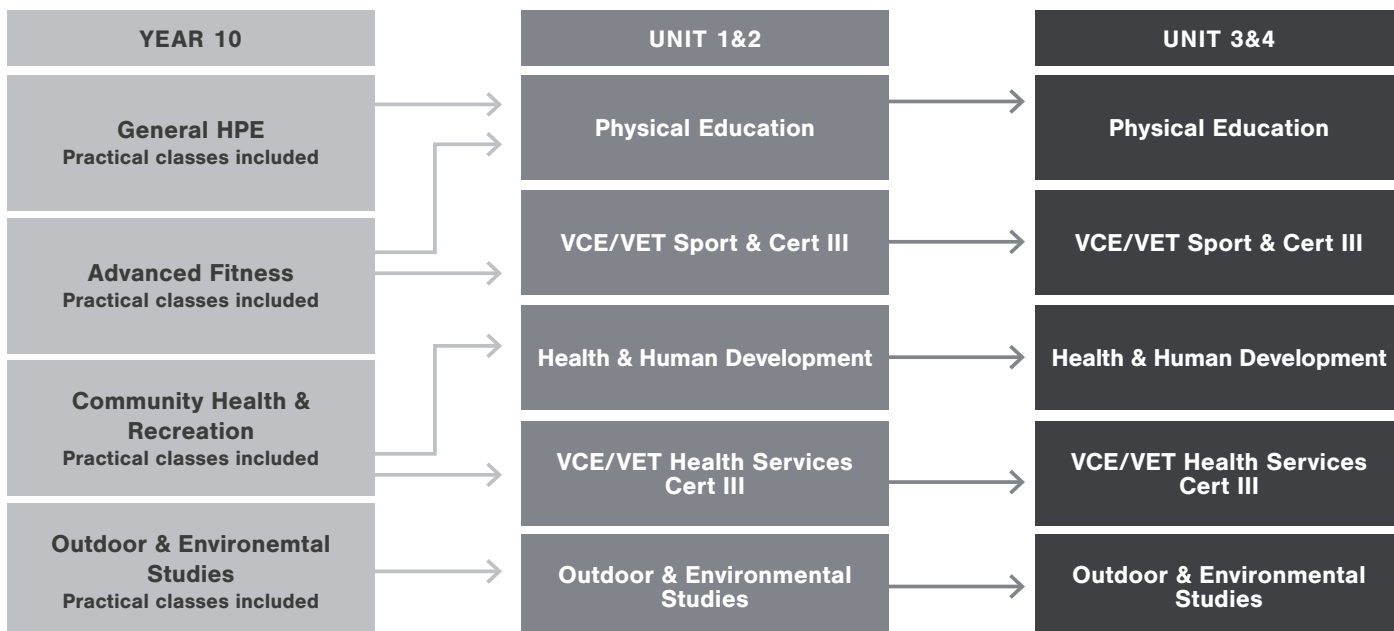 YEAR 10
General HPE
Practical classes included
Advanced Fitness
Practical classes included
Community Health &
Recreation
Practical classes included
Outdoor & Environemtal
Studies
Practical classes included
UNIT 1&2
Physical Education
VCE/VET Sport & Cert III
Health & Human Development
VCE/VET Health Services
Cert III
Outdoor & Environmental
Studies
UNIT 3&4
Physical Education
VCE/VET Sport & Cert III
Health & Human Development
VCE/VET Health Services
Cert III
Outdoor & Environmental
Studies